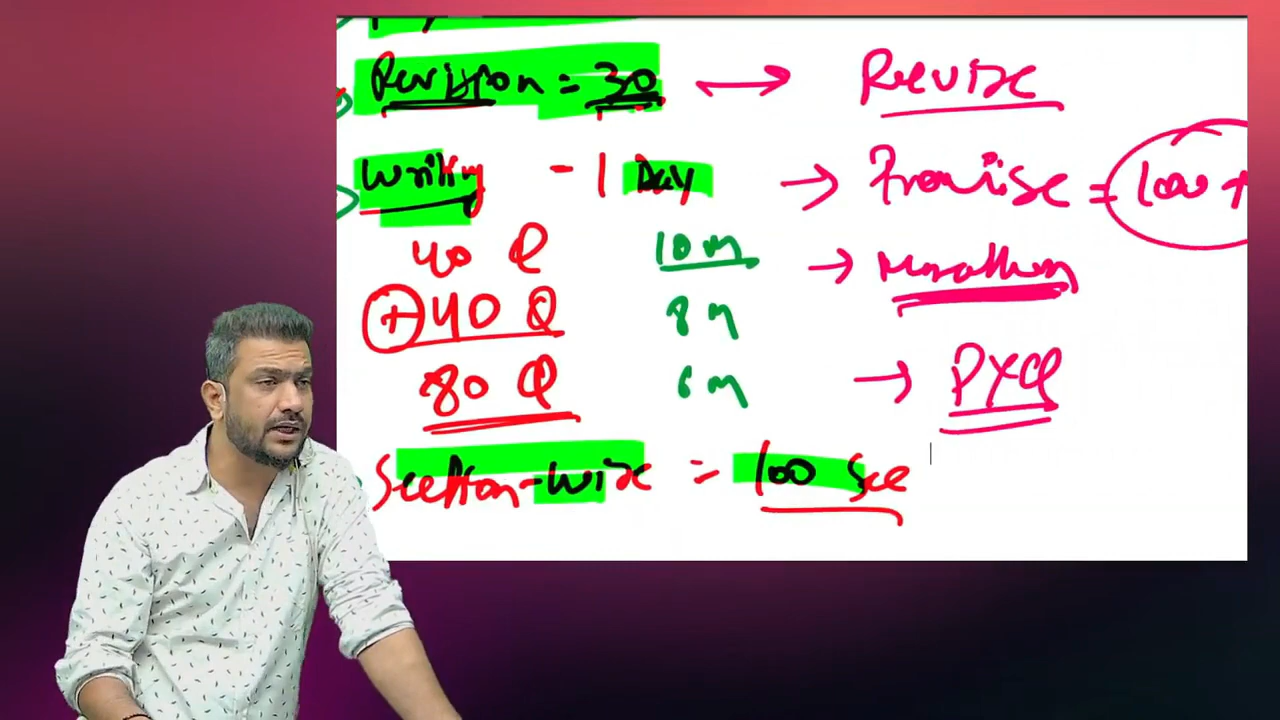 Revision = 30 → Revise
Writing - 1 Day → Promise = 100 +
40 Q 10 m → Marathon
+ 40 Q 8 m
80 Q 6 m → PYQ
Section-wise = 100 Sec